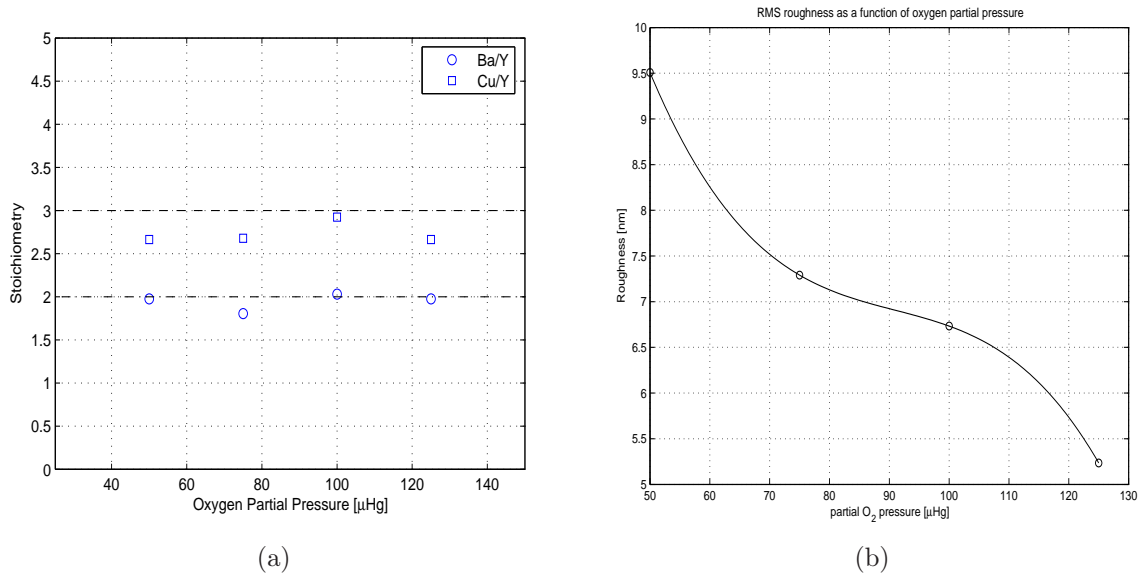 5
4.5
4
3.5
3
2.5
2
1.5
1
0.5
0
Stoichiometry
Ba/Y
Cu/Y
40 60 80 100 120 140
Oxygen Partial Pressure [μHg]
(a)
RMS roughness as a function of oxygen partial pressure
10
9.5
9
8.5
8
7.5
7
6.5
6
5.5
5
Roughness [nm]
50 60 70 80 90 100 110 120 130
partial O₂ pressure [μHg]
(b)